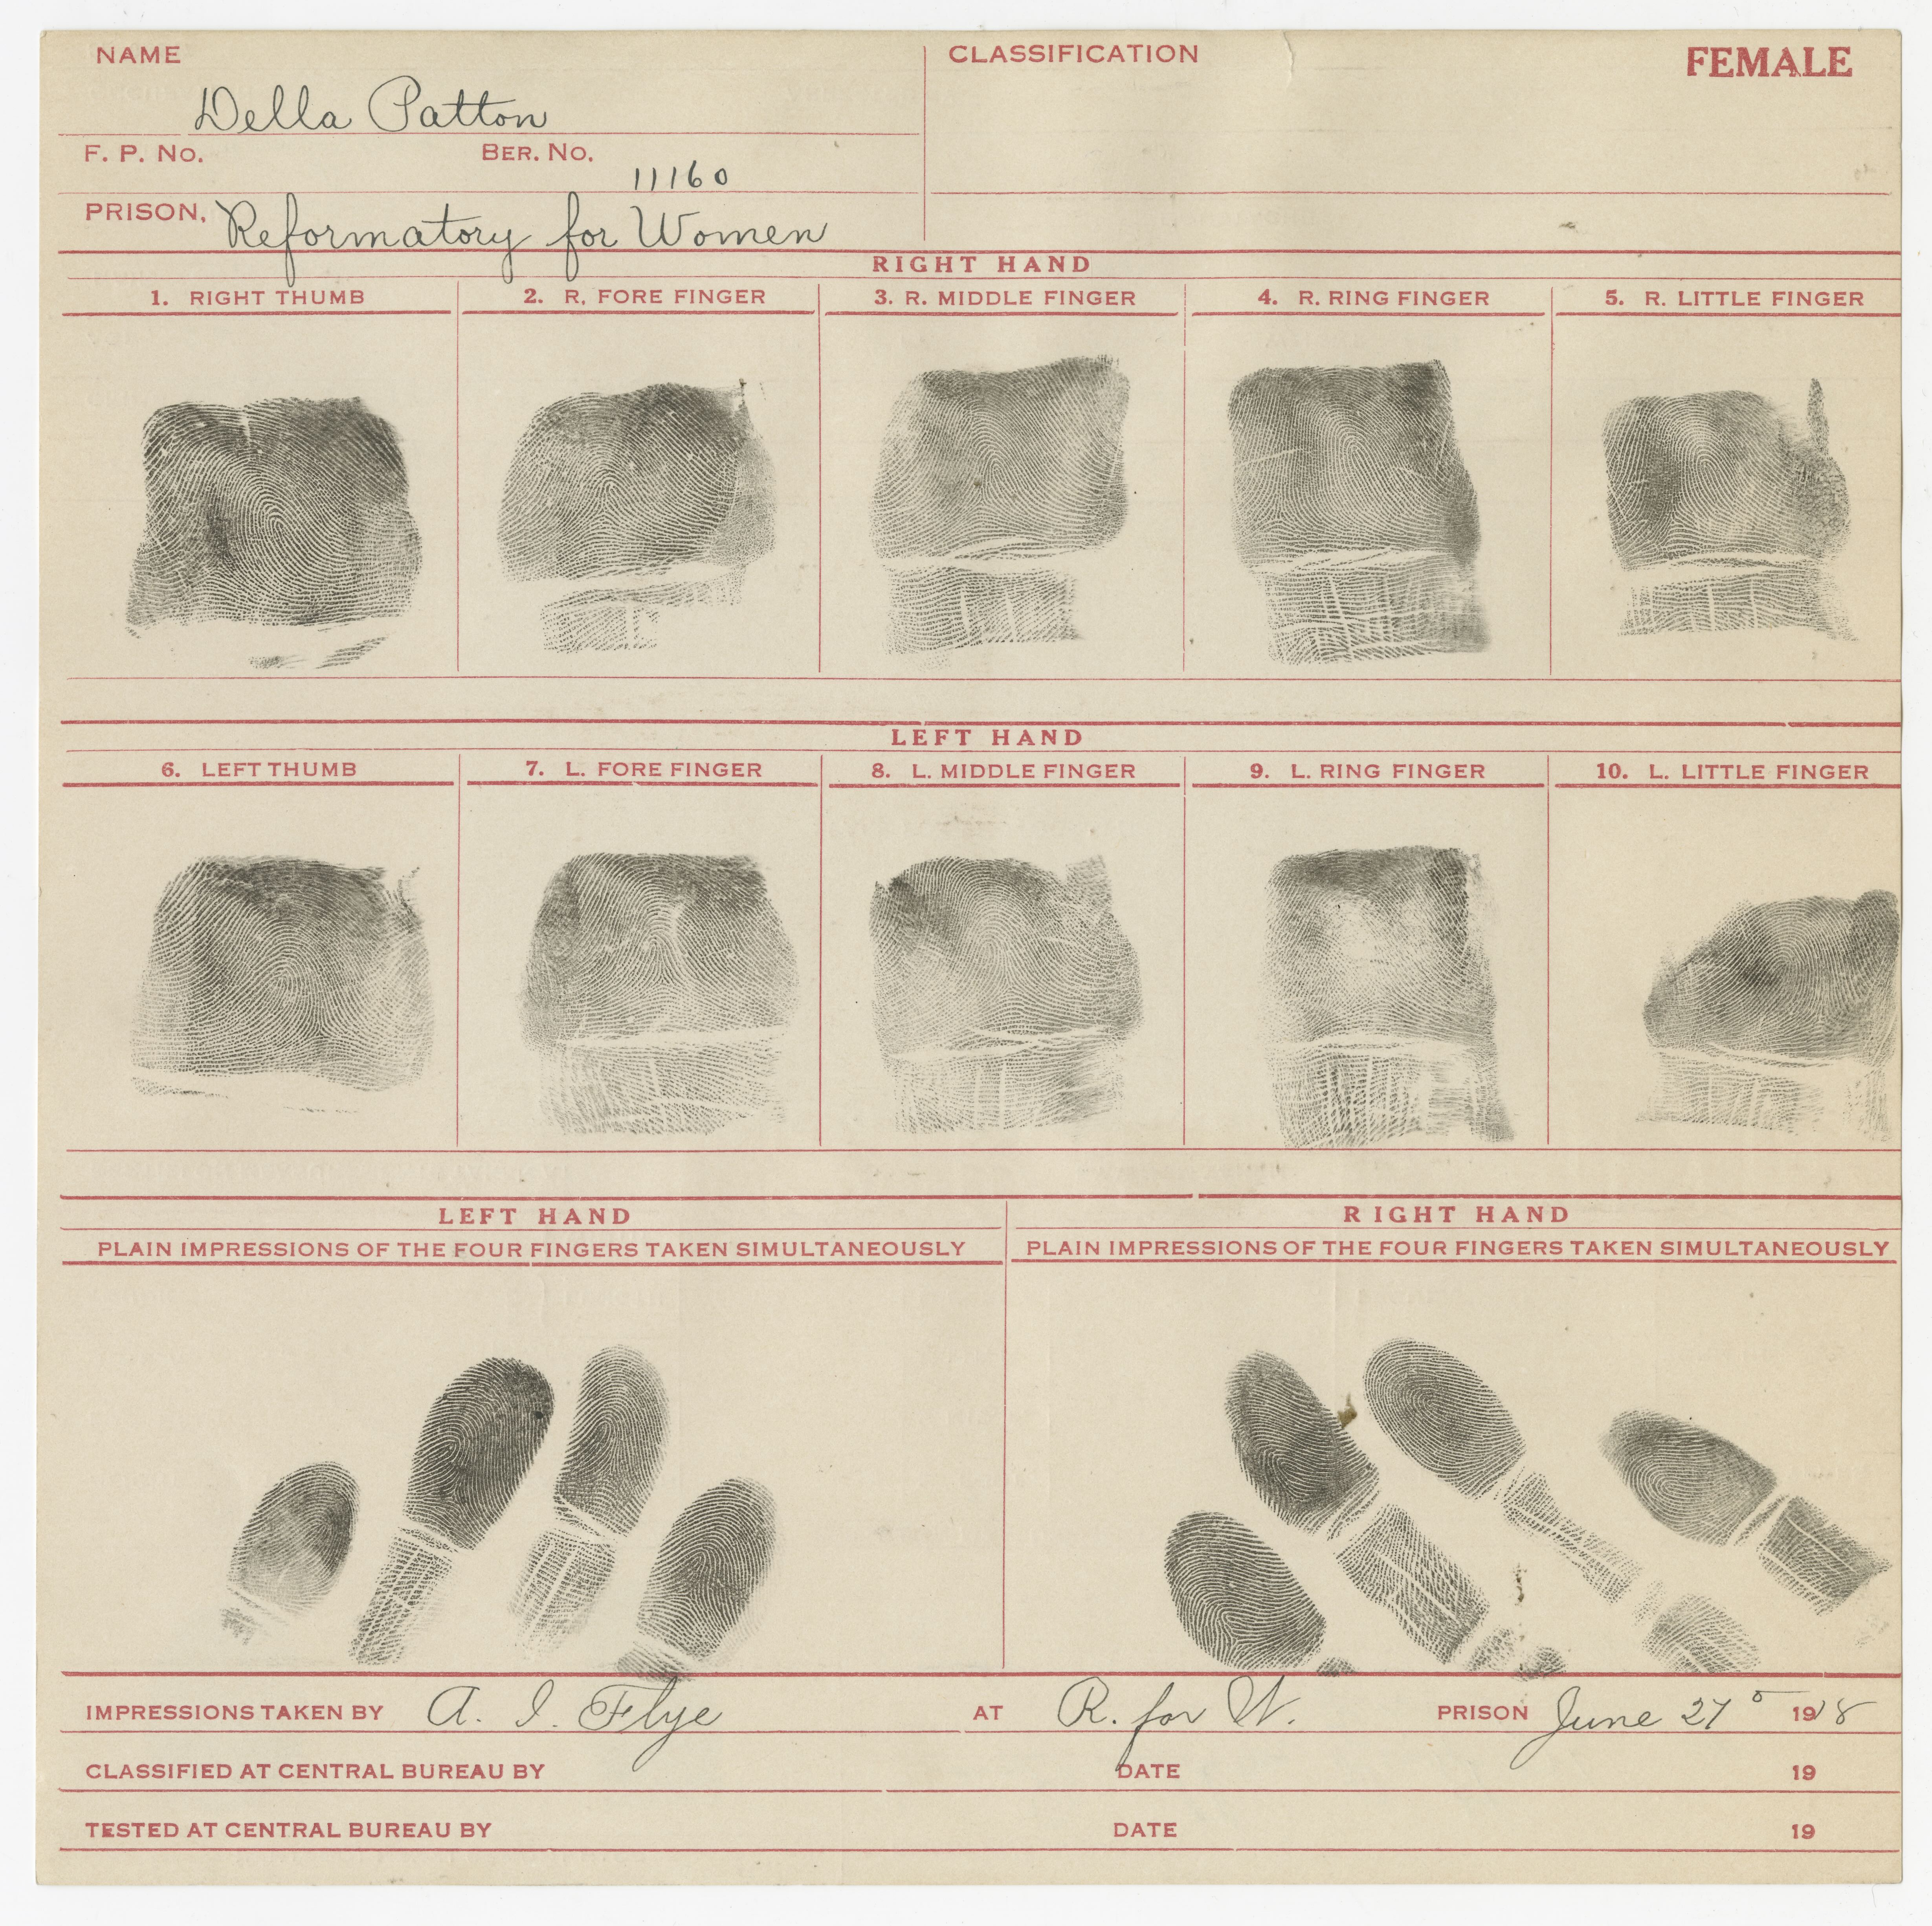 NAME
CLASSIFICATION
FEMALE
Della Patton
F. P. No.
BER. No.
11160
PRISON, Reformatory for Women
RIGHT HAND
1. RIGHT THUMB
2. R, FORE FINGER
3. R. MIDDLE FINGER
4. R. RING FINGER
5. R. LITTLE FINGER
LEFT HAND
6. LEFT THUMB
7. L. FORE FINGER
8. L. MIDDLE FINGER
9. L. RING FINGER
10. L. LITTLE FINGER
LEFT HAND
RIGHT HAND
PLAIN IMPRESSIONS OF THE FOUR FINGERS TAKEN SIMULTANEOUSLY
PLAIN IMPRESSIONS OF THE FOUR FINGERS TAKEN SIMULTANEOUSLY
IMPRESSIONS TAKEN BY A. I. Flye AT R. for W. PRISON June 27 1918
CLASSIFIED AT CENTRAL BUREAU BY DATE 19
TESTED AT CENTRAL BUREAU BY DATE 19